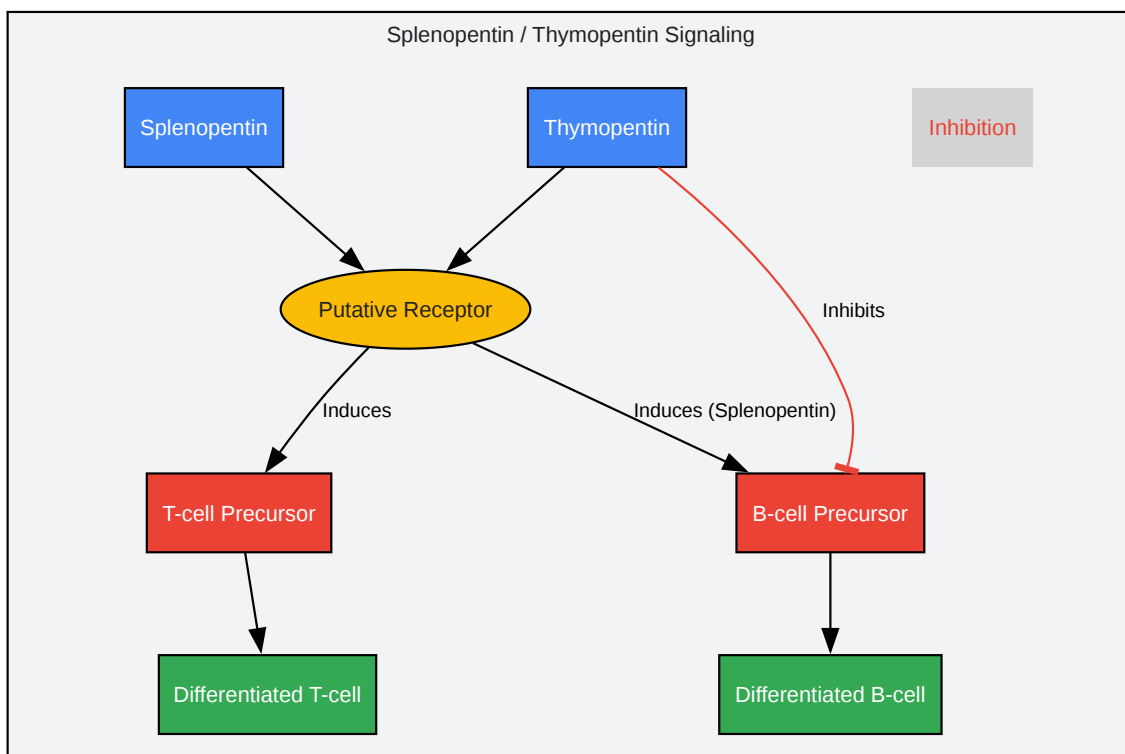 Splenopentin / Thymopentin Signaling
Splenopentin
Thymopentin
Inhibition
Putative Receptor
Inhibits
Induces
Induces (Splenopentin)
T-cell Precursor
B-cell Precursor
Differentiated T-cell
Differentiated B-cell